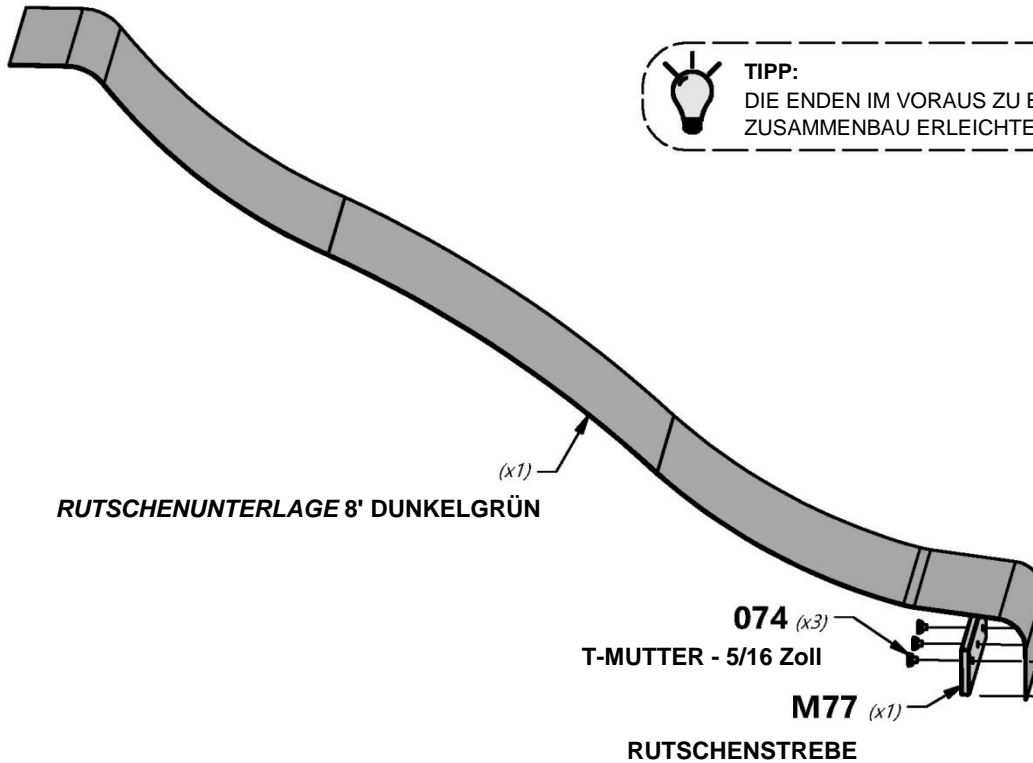 TIPP:
DIE ENDEN IM VORAUS ZU
ZUSAMMENBAU
(x1)
RUTSCHENUNTERLAGE 8' DUNKELGRÜN
074 (x3)
T-MUTTER - 5/16 Zoll
M77 (x1)
RUTSCHENSTREBE